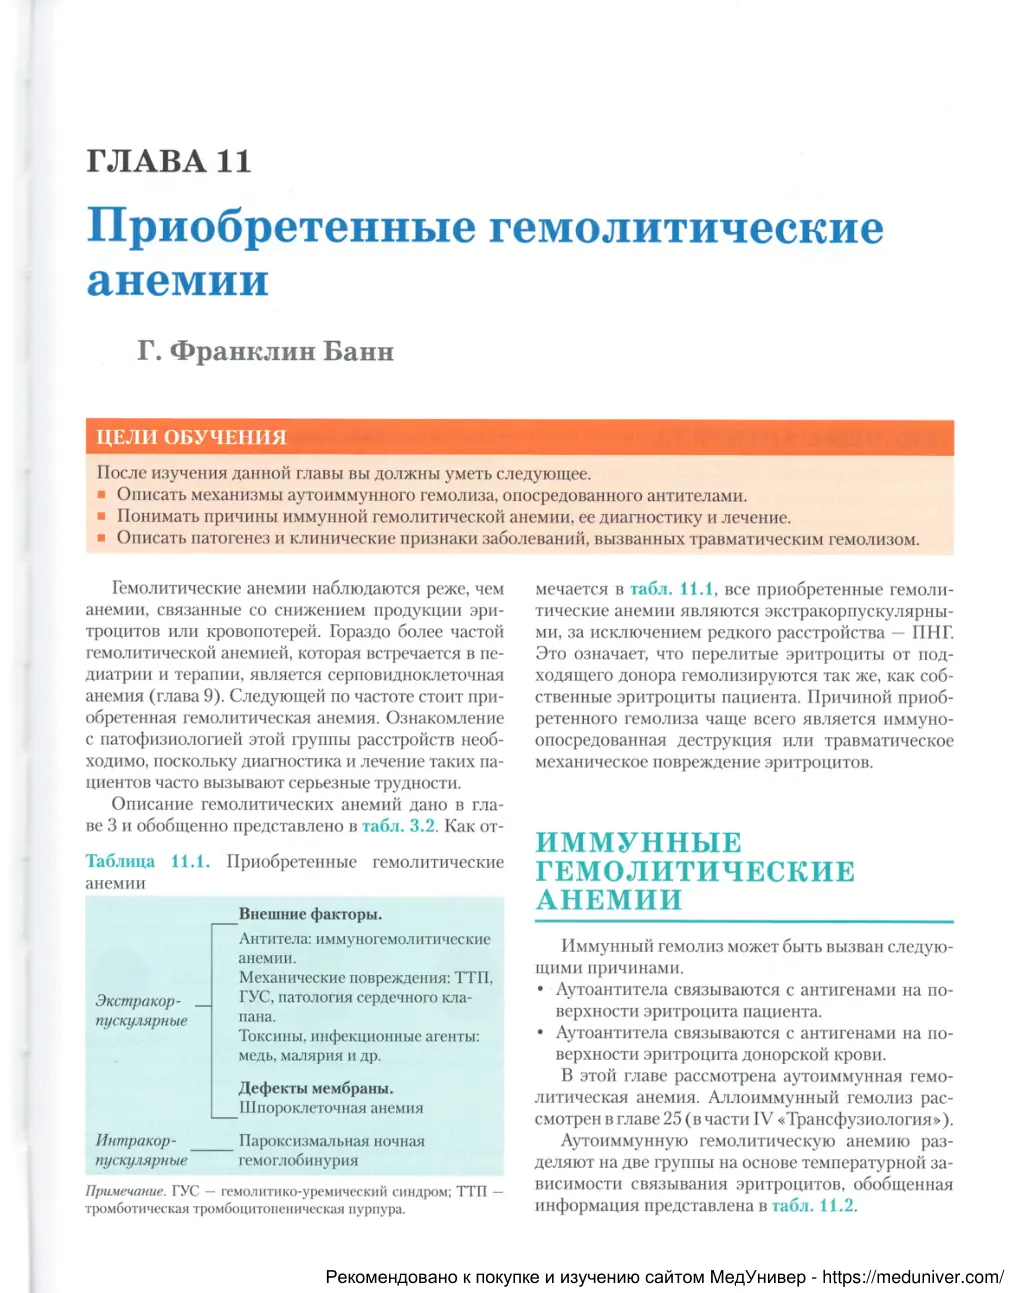 ГЛАВА 11
Приобретенные гемолитические
анемии
Г. Франклин Банн
ЦЕЛИ ОБУЧЕНИЯ
После изучения данной главы вы должны уметь следующее.
▪ Описать механизмы аутоиммунного гемолиза, опосредованного антителами.
▪ Понимать причины иммунной гемолитической анемии, ее диагностику и лечение.
▪ Описать патогенез и клинические признаки заболеваний, вызванных травматическим гемолизом.
Гемолитические анемии наблюдаются реже, чем
анемии, связанные со снижением продукции эри-
троцитов или кровопотерей. Гораздо более частой
гемолитической анемией, которая встречается в пе-
диатрии и терапии, является серповидноклеточная
анемия (глава 9). Следующей по частоте стоит при-
обретенная гемолитическая анемия. Ознакомление
с патофизиологией этой группы расстройств необ-
ходимо, поскольку диагностика и лечение таких па-
циентов часто вызывают серьезные трудности.
Описание гемолитических анемий дано в гла-
ве 3 и обобщенно представлено в табл. 3.2. Как от-
Таблица 11.1. Приобретенные гемолитические
анемии
Внешние факторы.
Антитела: иммуногемолитические
анемии.
Механические повреждения: ТТП,
ГУС, патология сердечного кла-
пана.
Токсины, инфекционные агенты:
медь, малярия и др.
Экстракор-
пускулярные
Дефекты мембраны.
Шпороклеточная анемия
Интракор-
пускулярные
Пароксизмальная ночная
гемоглобинурия
Примечание. ГУС — гемолитико-уремический синдром; ТТП —
тромботическая тромбоцитопеническая пурпура.
мечается в табл. 11.1, все приобретенные гемоли-
тические анемии являются экстракорпускулярны-
ми, за исключением редкого расстройства — ПНГ.
Это означает, что перелитые эритроциты от под-
ходящего донора гемолизируются так же, как соб-
ственные эритроциты пациента. Причиной приоб-
ретенного гемолиза чаще всего является иммуно-
опосредованная деструкция или травматическое
механическое повреждение эритроцитов.
ИММУННЫЕ
ГЕМОЛИТИЧЕСКИЕ
АНЕМИИ
Иммунный гемолиз может быть вызван следую-
щими причинами.
• Аутоантитела связываются с антигенами на по-
верхности эритроцита пациента.
• Аутоантитела связываются с антигенами на по-
верхности эритроцита донорской крови.
В этой главе рассмотрена аутоиммунная гемо-
литическая анемия. Аллоиммунный гемолиз рас-
смотрен в главе 25 (в части IV «Трансфузиология»).
Аутоиммунную гемолитическую анемию раз-
деляют на две группы на основе температурной за-
висимости связывания эритроцитов, обобщенная
информация представлена в табл. 11.2.
Рекомендовано к покупке и изучению сайтом МедУнивер - https://meduniver.com/